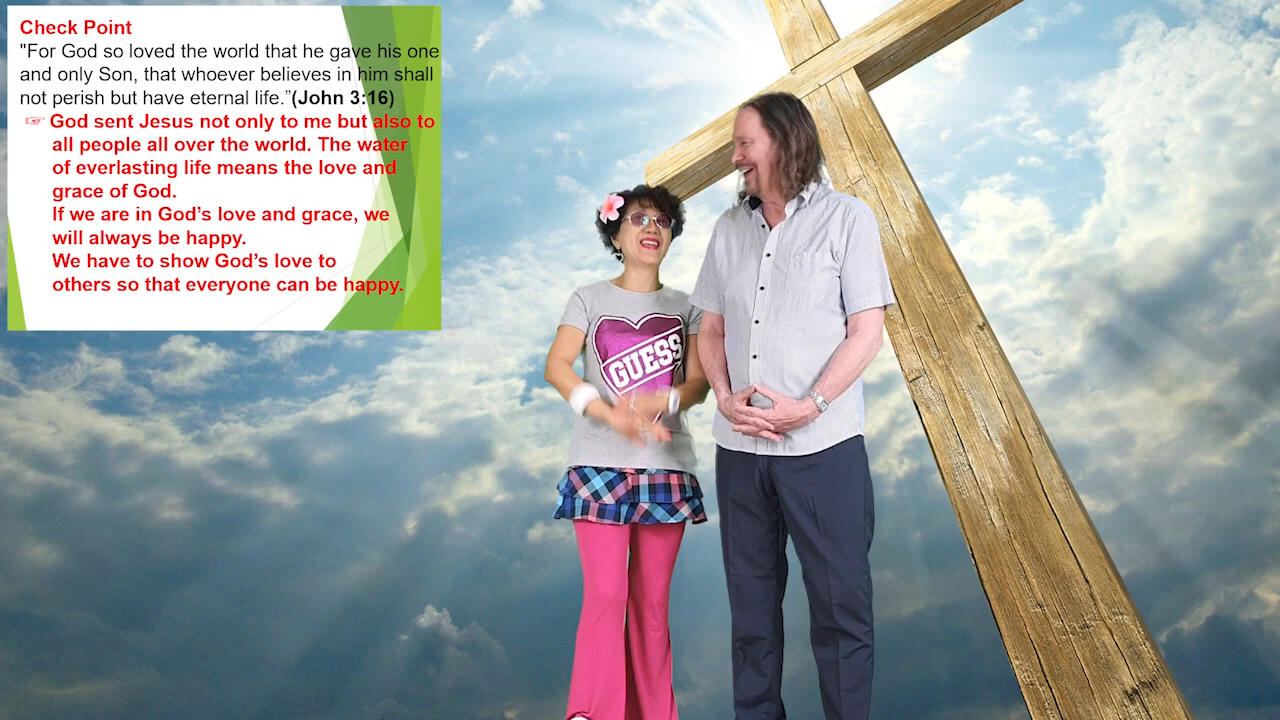 Check Point
"For God so loved the world that he gave his one
and only Son, that whoever believes in him shall
not perish but have eternal life.”(John 3:16)
☞ God sent Jesus not only to me but also to
all people all over the world. The water
of everlasting life means the love and
grace of God.
If we are in God’s love and grace, we
will always be happy.
We have to show God’s love to
others so that everyone can be happy.
GUESS